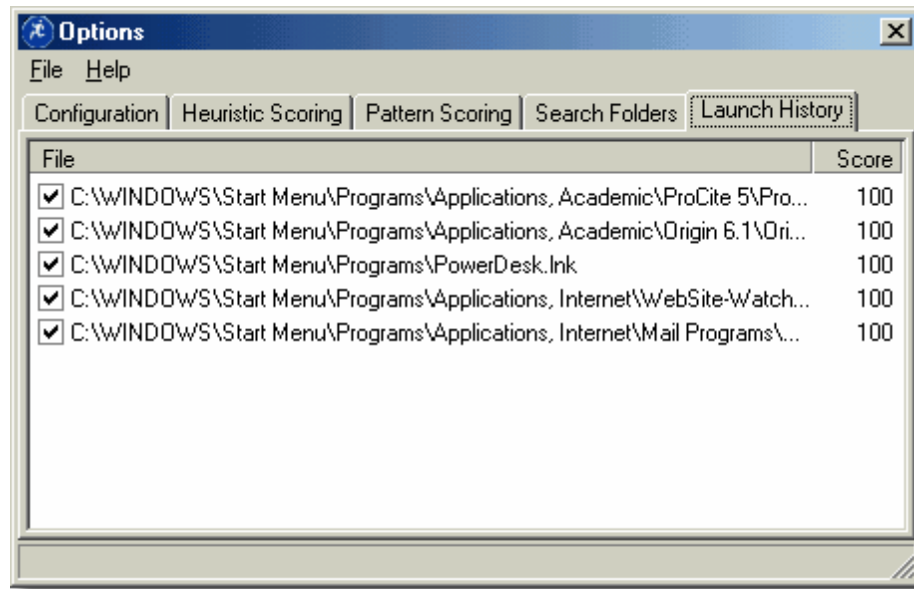 Options
File Help
Configuration Heuristic Scoring Pattern Scoring Search Folders Launch History
File Score
C:\WINDOWS\Start Menu\Programs\Applications, Academic\ProCite 5\Pro... 100
C:\WINDOWS\Start Menu\Programs\Applications, Academic\Origin 6.1\Ori... 100
C:\WINDOWS\Start Menu\Programs\PowerDesk.lnk 100
C:\WINDOWS\Start Menu\Programs\Applications, Internet\WebSite-Watch... 100
C:\WINDOWS\Start Menu\Programs\Applications, Internet\Mail Programs\... 100